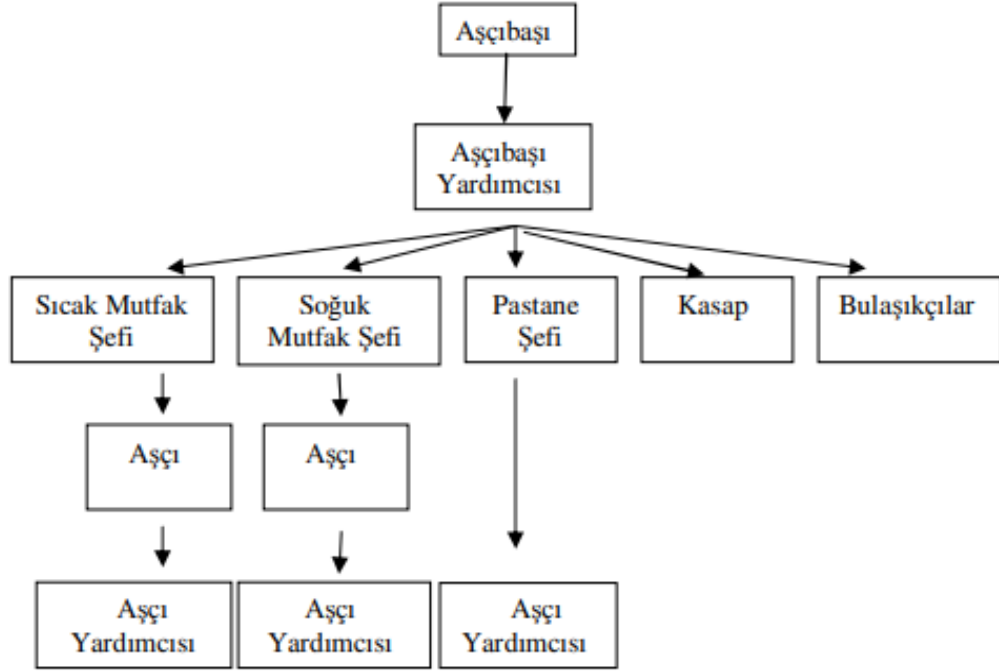 Aşçıbaşı
Aşçıbaşı
Yardımcısı
Sıcak Mutfak
Şefi
Soğuk
Mutfak Şefi
Pastane
Şefi
Kasap
Bulaşıkçılar
Aşçı
Aşçı
Aşçı
Yardımcısı
Aşçı
Yardımcısı
Aşçı
Yardımcısı